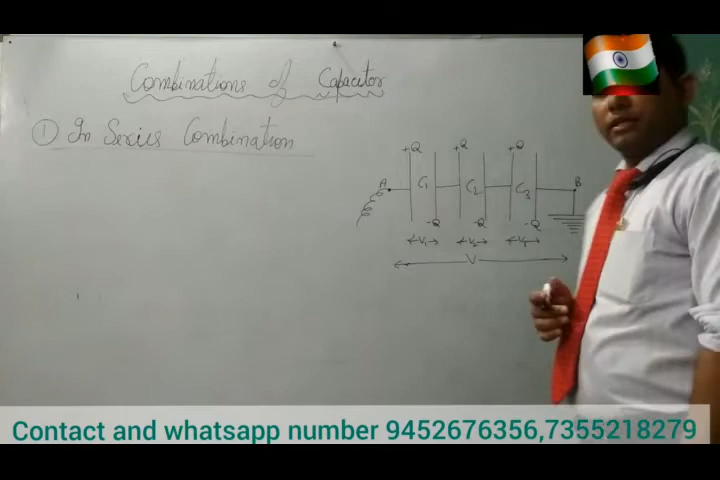 Combinations of Capacitor
① In Series Combination
+Q +Q +Q
A C1 C2 C3 B
-Q -Q -Q
V1 V2 V3
V
Contact and whatsapp number 9452676356,7355218279